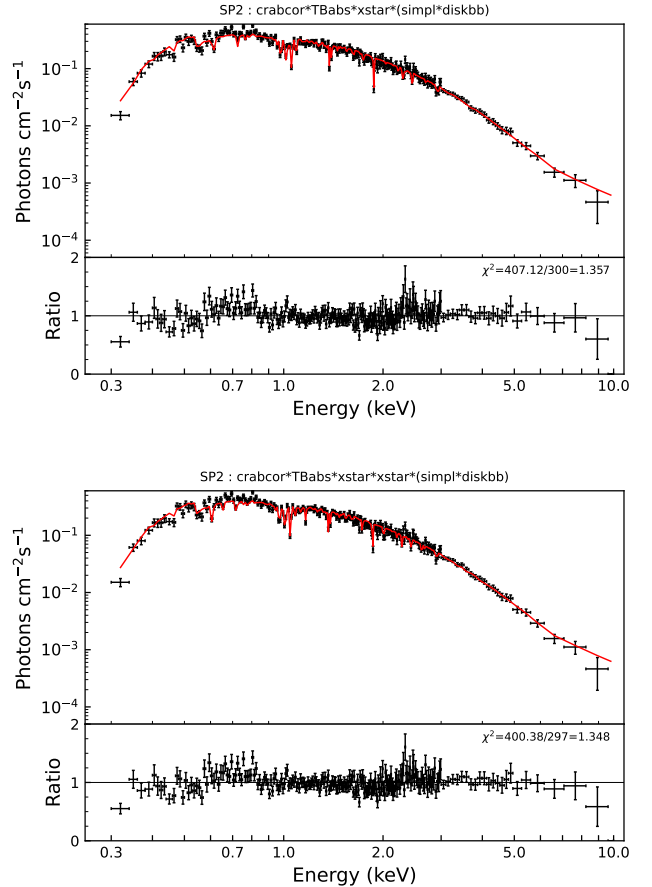 SP2 : crabcor*TBabs*xstar*(simpl*diskbb)
10⁻¹
10⁻²
10⁻³
10⁻⁴
Photons cm⁻²s⁻¹
χ²=407.12/300=1.357
2
1
0
Ratio
0.3 0.7 1.0 2.0 5.0 10.0
Energy (keV)
SP2 : crabcor*TBabs*xstar*xstar*(simpl*diskbb)
10⁻¹
10⁻²
10⁻³
10⁻⁴
Photons cm⁻²s⁻¹
χ²=400.38/297=1.348
2
1
0
Ratio
0.3 0.7 1.0 2.0 5.0 10.0
Energy (keV)